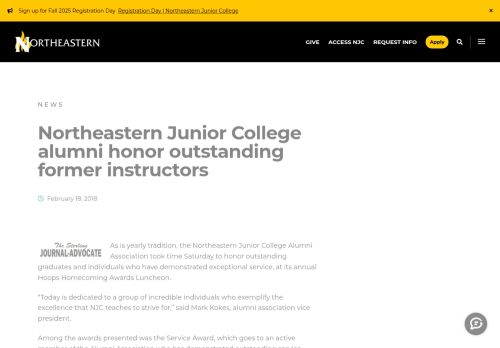 Sign up for Fall 2025 Registration Day Registration Day | Northeastern Junior College ×
NORTHEASTERN
GIVE ACCESS NJC REQUEST INFO Apply
NEWS
Northeastern Junior College
alumni honor outstanding
former instructors
February 19, 2018
The Sterling
JOURNAL-ADVOCATE
As is yearly tradition, the Northeastern Junior College Alumni
Association took time Saturday to honor outstanding
graduates and individuals who have demonstrated exceptional service, at its annual
Hoops Homecoming Awards Luncheon.
“Today is dedicated to a group of incredible individuals who exemplify the
excellence that NJC teaches to strive for,” said Mark Kokes, alumni association vice
president.
Among the awards presented was the Service Award, which goes to an active